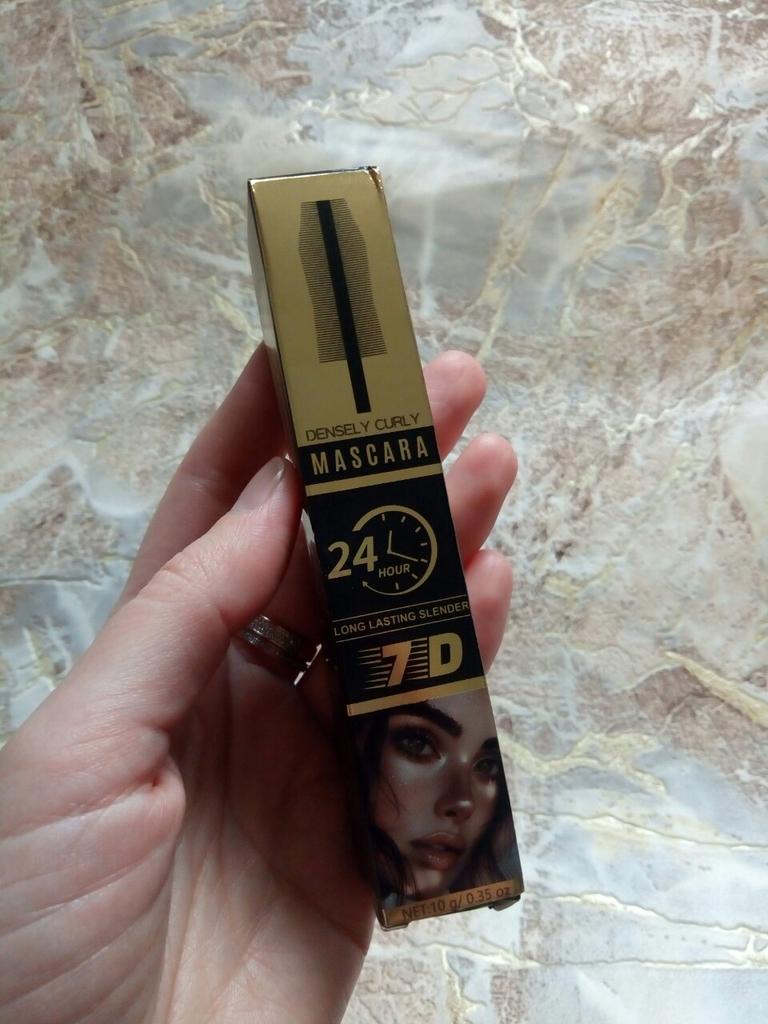 DENSELY CURLY
MASCARA
24
HOUR
LONG LASTING SLENDER
7D
NET:10 g/ 0.35 oz